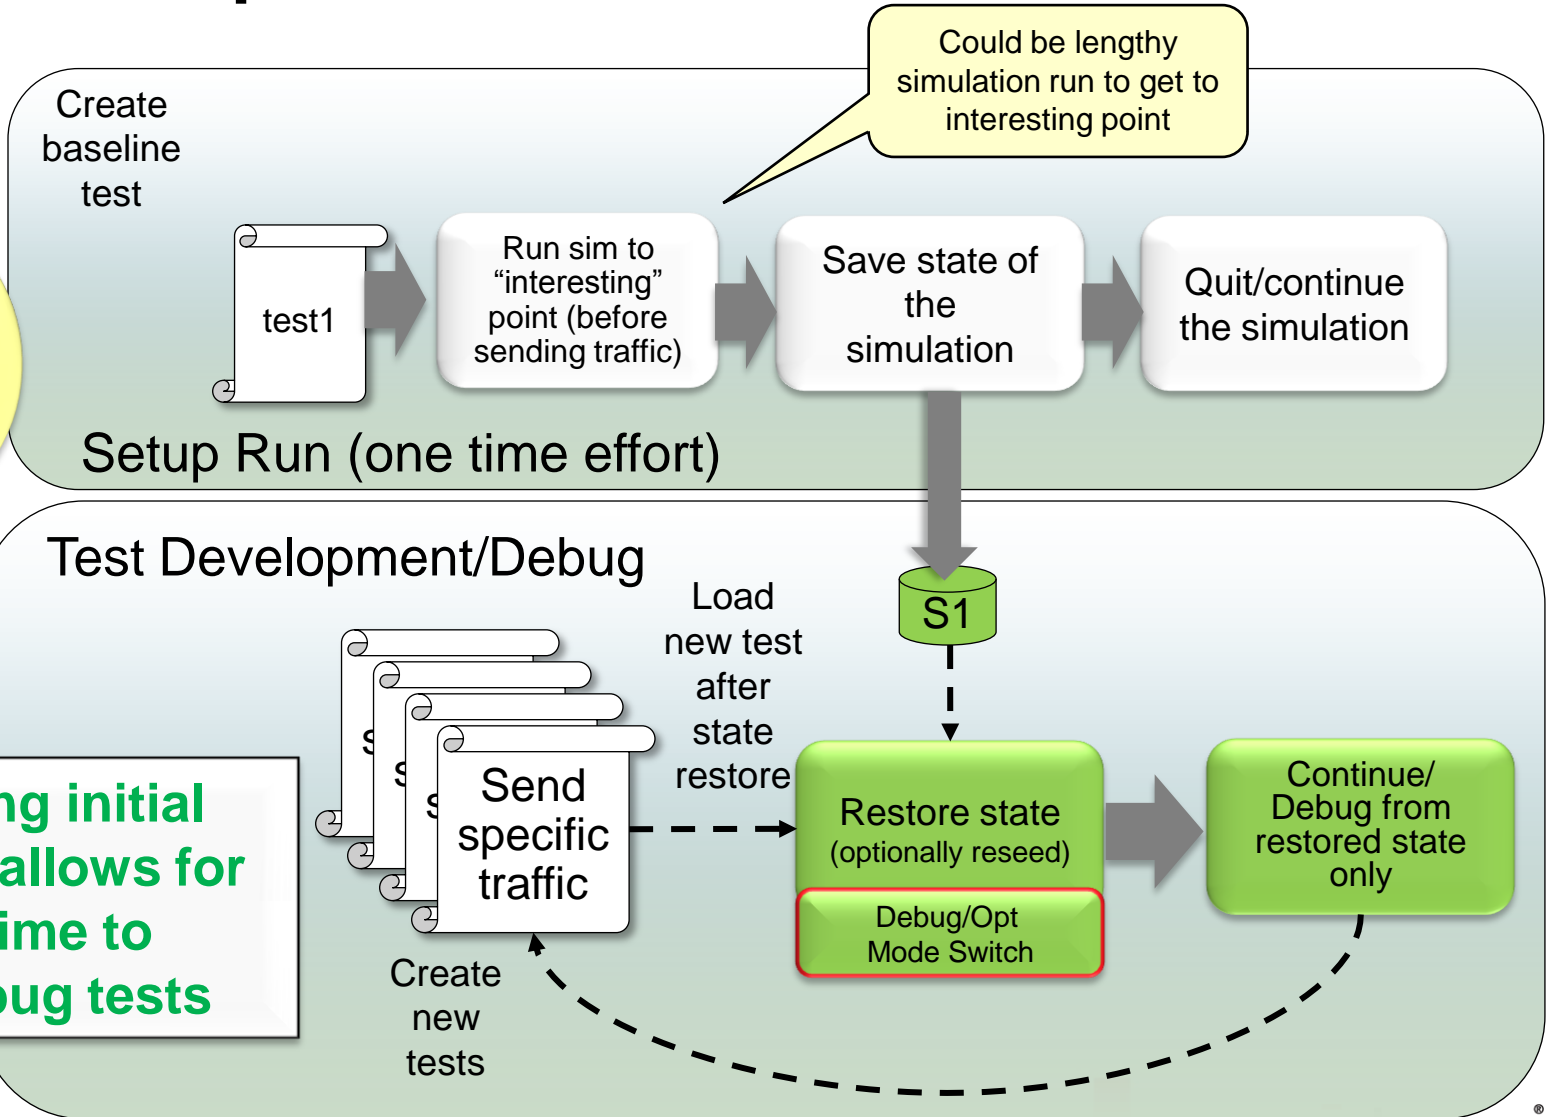 Could be lengthy
simulation run to get to
interesting point
Create
baseline
test
test1
Run sim to
“interesting”
point (before
sending traffic)
Save state of
the
simulation
Quit/continue
the simulation
Setup Run (one time effort)
Test Development/Debug
Load
new test
after
state
restore
S1
s
s
s
Send
specific
traffic
Restore state
(optionally reseed)
Debug/Opt
Mode Switch
Continue/
Debug from
restored state
only
ng initial
allows for
ime to
bug tests
Create
new
tests
®